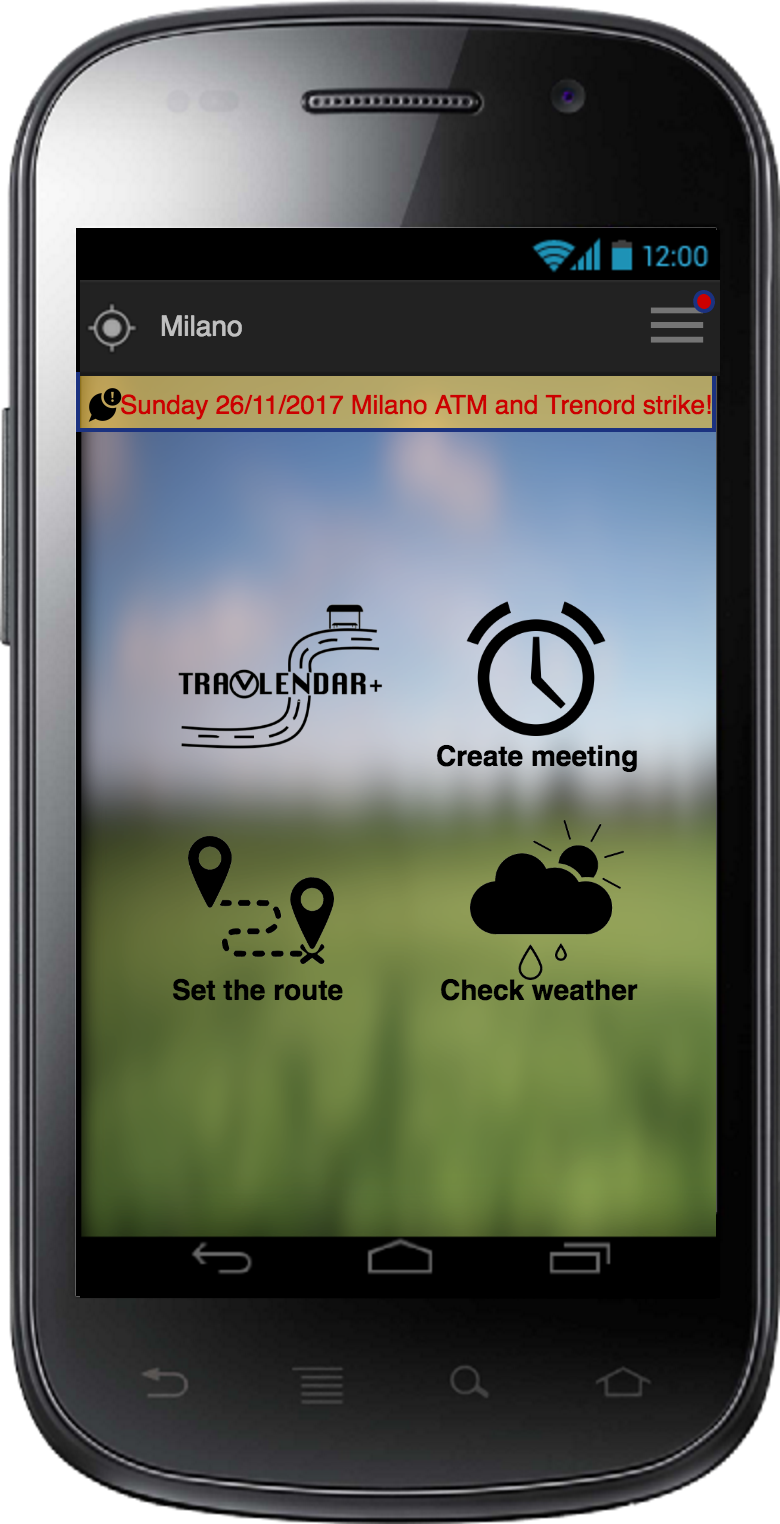 12:00
Milano
Sunday 26/11/2017 Milano ATM and Trenord strike!
TRAVLENDAR+
Create meeting
Set the route
Check weather